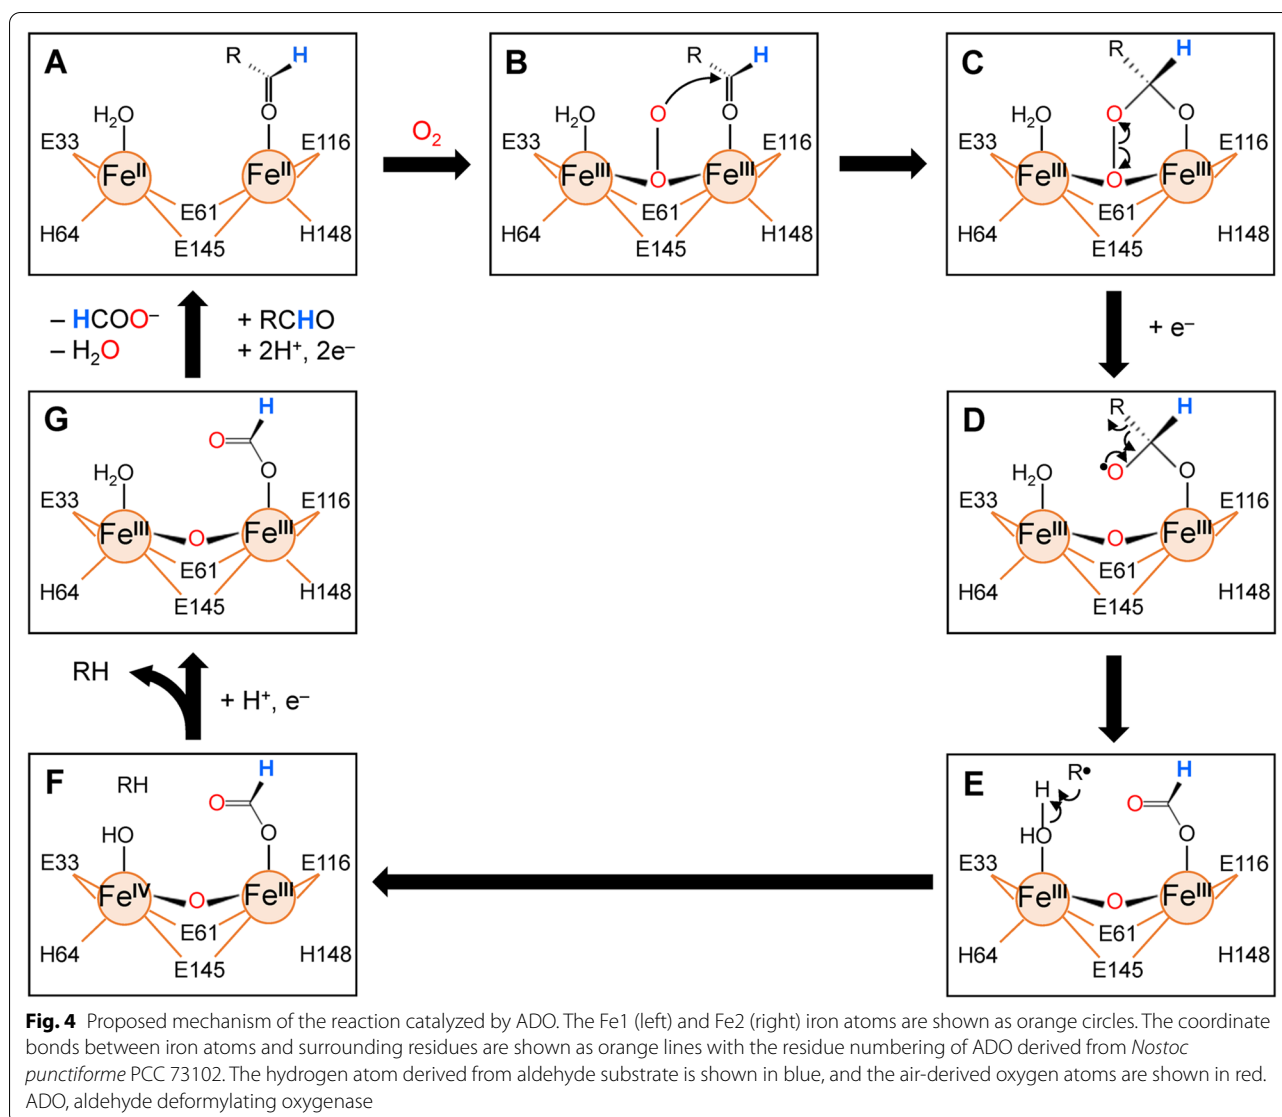 A
R
H
O
H₂O
E33
E116
Feᴵᴵ
Feᴵᴵ
E61
H64
E145
H148
O₂
B
R
H
O
O
H₂O
E33
E116
Feᴵᴵᴵ
O
Feᴵᴵᴵ
E61
H64
E145
H148
C
R
H
O
O
H₂O
E33
E116
Feᴵᴵᴵ
O
Feᴵᴵᴵ
E61
H64
E145
H148
+ e⁻
D
R
H
•O
O
H₂O
E33
E116
Feᴵᴵᴵ
O
Feᴵᴵᴵ
E61
H64
E145
H148
E
R•
H
H
O
O
HO
E33
E116
Feᴵᴵᴵ
O
Feᴵᴵᴵ
E61
H64
E145
H148
F
RH
H
O
O
HO
E33
E116
Feᴵⱽ
O
Feᴵᴵᴵ
E61
H64
E145
H148
RH
+ H⁺, e⁻
G
H
O
O
H₂O
E33
E116
Feᴵᴵᴵ
O
Feᴵᴵᴵ
E61
H64
E145
H148
– HCOO⁻
– H₂O
+ RCHO
+ 2H⁺, 2e⁻
Fig. 4 Proposed mechanism of the reaction catalyzed by ADO. The Fe1 (left) and Fe2 (right) iron atoms are shown as orange circles. The coordinate
bonds between iron atoms and surrounding residues are shown as orange lines with the residue numbering of ADO derived from Nostoc
punctiforme PCC 73102. The hydrogen atom derived from aldehyde substrate is shown in blue, and the air-derived oxygen atoms are shown in red.
ADO, aldehyde deformylating oxygenase